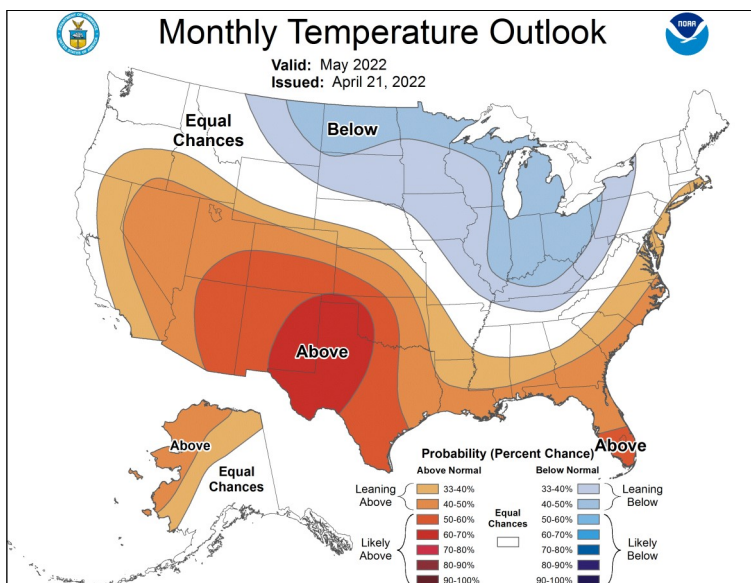 Monthly Temperature Outlook
NOAA
Valid: May 2022
Issued: April 21, 2022
Equal
Chances
Below
Above
Above
Above
Equal
Chances
Probability (Percent Chance)
Above Normal
Below Normal
Leaning
Above
33-40%
40-50%
Likely
Above
50-60%
60-70%
70-80%
80-90%
90-100%
Equal
Chances
33-40%
40-50%
Leaning
Below
50-60%
60-70%
70-80%
80-90%
90-100%
Likely
Below